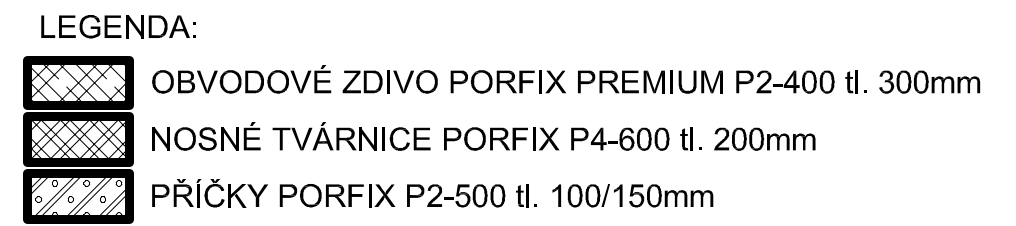 LEGENDA:
OBVODOVÉ ZDIVO PORFIX PREMIUM P2-400 tl. 300mm
NOSNÉ TVÁRNICE PORFIX P4-600 tl. 200mm
PŘÍČKY PORFIX P2-500 tl. 100/150mm